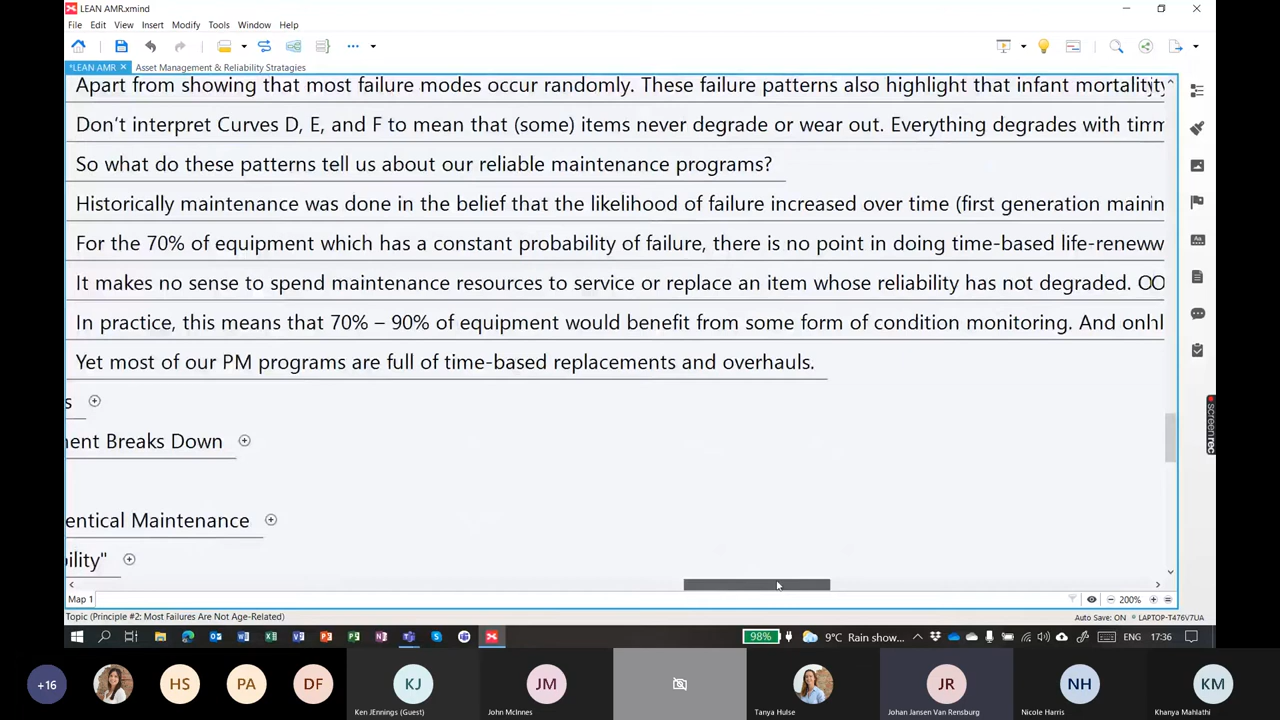 LEAN AMR.xmind
File Edit View Insert Modify Tools Window Help
*LEAN AMR Asset Management & Reliability Stratagies
Apart from showing that most failure modes occur randomly. These failure patterns also highlight that infant mortality
Don't interpret Curves D, E, and F to mean that (some) items never degrade or wear out. Everything degrades with
So what do these patterns tell us about our reliable maintenance programs?
Historically maintenance was done in the belief that the likelihood of failure increased over time (first generation
For the 70% of equipment which has a constant probability of failure, there is no point in doing time-based
It makes no sense to spend maintenance resources to service or replace an item whose reliability has not degraded.
In practice, this means that 70% – 90% of equipment would benefit from some form of condition monitoring. And
Yet most of our PM programs are full of time-based replacements and overhauls.
s
ent Breaks Down
entical Maintenance
ility"
Map 1 200%
Topic (Principle #2: Most Failures Are Not Age-Related) Auto Save: ON LAPTOP-T476V7UA
98% 9°C Rain show... ENG 17:36
screenrec
+16 HS PA DF KJ JM JR NH KM
Ken JEnnings (Guest) John McInnes Tanya Hulse Johan Jansen Van Rensburg Nicole Harris Khanya Mahlathi